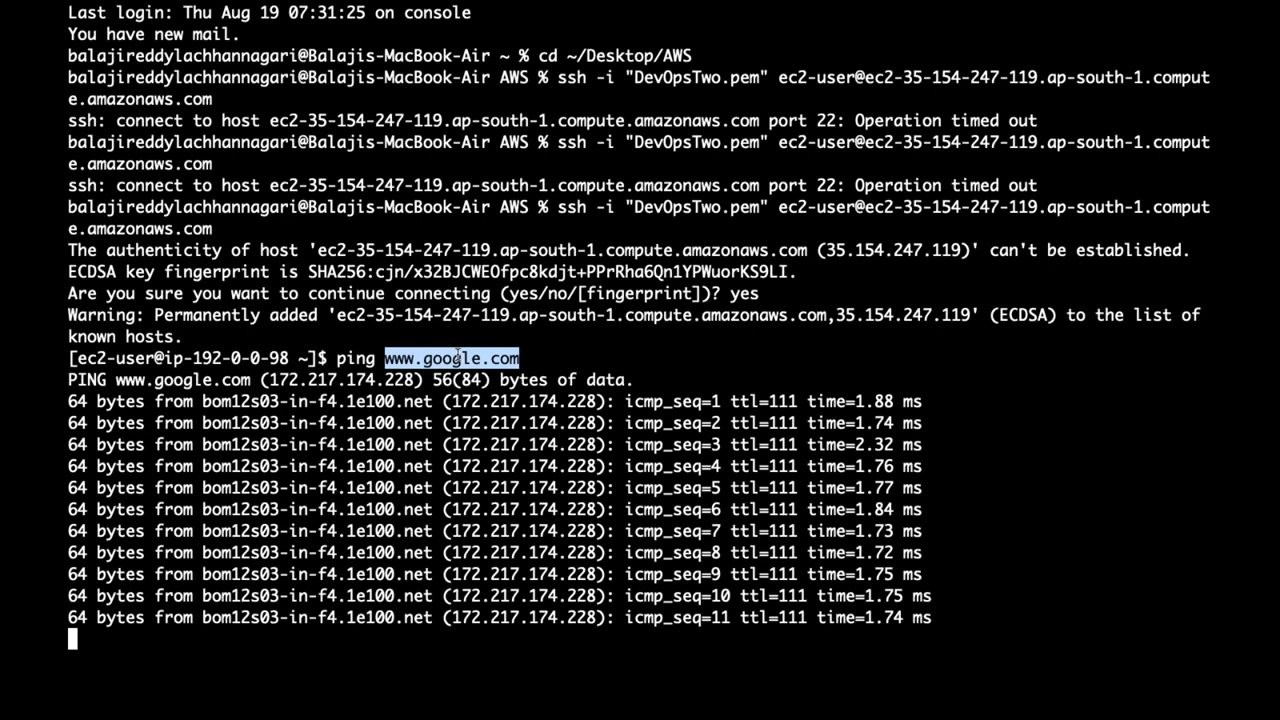 Last login: Thu Aug 19 07:31:25 on console
You have new mail.
balajireddylachhannagari@Balajis-MacBook-Air ~ % cd ~/Desktop/AWS
balajireddylachhannagari@Balajis-MacBook-Air AWS % ssh -i "DevOpsTwo.pem" ec2-user@ec2-35-154-247-119.ap-south-1.comput
e.amazonaws.com
ssh: connect to host ec2-35-154-247-119.ap-south-1.compute.amazonaws.com port 22: Operation timed out
balajireddylachhannagari@Balajis-MacBook-Air AWS % ssh -i "DevOpsTwo.pem" ec2-user@ec2-35-154-247-119.ap-south-1.comput
e.amazonaws.com
ssh: connect to host ec2-35-154-247-119.ap-south-1.compute.amazonaws.com port 22: Operation timed out
balajireddylachhannagari@Balajis-MacBook-Air AWS % ssh -i "DevOpsTwo.pem" ec2-user@ec2-35-154-247-119.ap-south-1.comput
e.amazonaws.com
The authenticity of host 'ec2-35-154-247-119.ap-south-1.compute.amazonaws.com (35.154.247.119)' can't be established.
ECDSA key fingerprint is SHA256:cjn/x32BJCWEOfpc8kdjt+PPrRha6Qn1YPWuorKS9LI.
Are you sure you want to continue connecting (yes/no/[fingerprint])? yes
Warning: Permanently added 'ec2-35-154-247-119.ap-south-1.compute.amazonaws.com,35.154.247.119' (ECDSA) to the list of
known hosts.
[ec2-user@ip-192-0-0-98 ~]$ ping www.google.com
PING www.google.com (172.217.174.228) 56(84) bytes of data.
64 bytes from bom12s03-in-f4.1e100.net (172.217.174.228): icmp_seq=1 ttl=111 time=1.88 ms
64 bytes from bom12s03-in-f4.1e100.net (172.217.174.228): icmp_seq=2 ttl=111 time=1.74 ms
64 bytes from bom12s03-in-f4.1e100.net (172.217.174.228): icmp_seq=3 ttl=111 time=2.32 ms
64 bytes from bom12s03-in-f4.1e100.net (172.217.174.228): icmp_seq=4 ttl=111 time=1.76 ms
64 bytes from bom12s03-in-f4.1e100.net (172.217.174.228): icmp_seq=5 ttl=111 time=1.77 ms
64 bytes from bom12s03-in-f4.1e100.net (172.217.174.228): icmp_seq=6 ttl=111 time=1.84 ms
64 bytes from bom12s03-in-f4.1e100.net (172.217.174.228): icmp_seq=7 ttl=111 time=1.73 ms
64 bytes from bom12s03-in-f4.1e100.net (172.217.174.228): icmp_seq=8 ttl=111 time=1.72 ms
64 bytes from bom12s03-in-f4.1e100.net (172.217.174.228): icmp_seq=9 ttl=111 time=1.75 ms
64 bytes from bom12s03-in-f4.1e100.net (172.217.174.228): icmp_seq=10 ttl=111 time=1.75 ms
64 bytes from bom12s03-in-f4.1e100.net (172.217.174.228): icmp_seq=11 ttl=111 time=1.74 ms